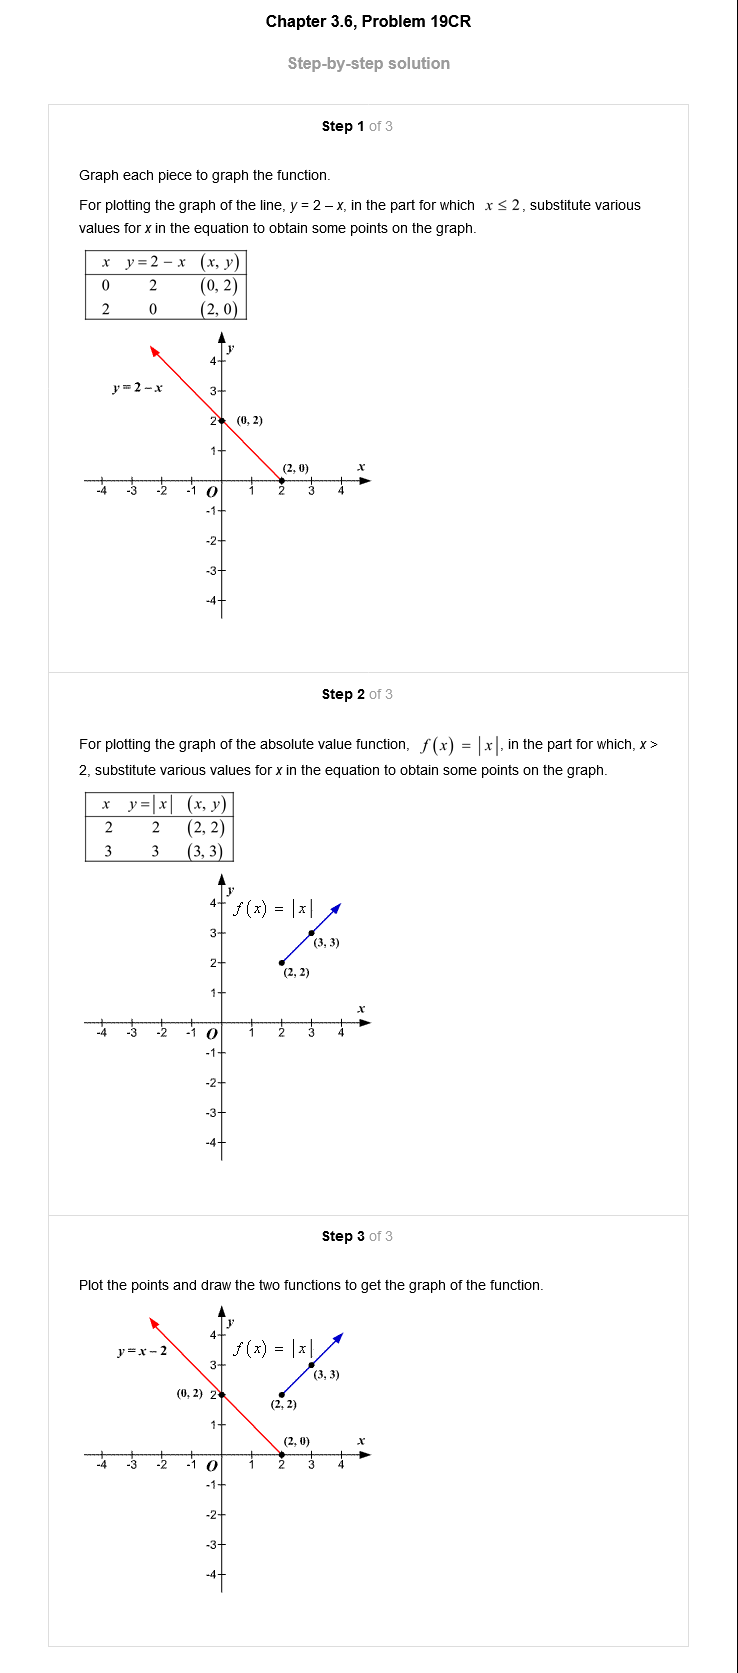 Chapter 3.6, Problem 19CR
Step-by-step solution
Step 1 of 3
Graph each piece to graph the function.
For plotting the graph of the line, y = 2 – x, in the part for which x ≤ 2, substitute various
values for x in the equation to obtain some points on the graph.
x y = 2 − x (x, y)
0 2 (0, 2)
2 0 (2, 0)
y
4
y = 2 − x
3
2 (0, 2)
1
(2, 0) x
-4 -3 -2 -1 O 1 2 3 4
-1
-2
-3
-4
Step 2 of 3
For plotting the graph of the absolute value function, f(x) = |x|, in the part for which, x >
2, substitute various values for x in the equation to obtain some points on the graph.
x y = |x| (x, y)
2 2 (2, 2)
3 3 (3, 3)
y
4 f(x) = |x|
3
(3, 3)
2
(2, 2)
1
x
-4 -3 -2 -1 O 1 2 3 4
-1
-2
-3
-4
Step 3 of 3
Plot the points and draw the two functions to get the graph of the function.
y
4
y = x − 2 f(x) = |x|
3
(3, 3)
(0, 2) 2
(2, 2)
1
(2, 0) x
-4 -3 -2 -1 O 1 2 3 4
-1
-2
-3
-4